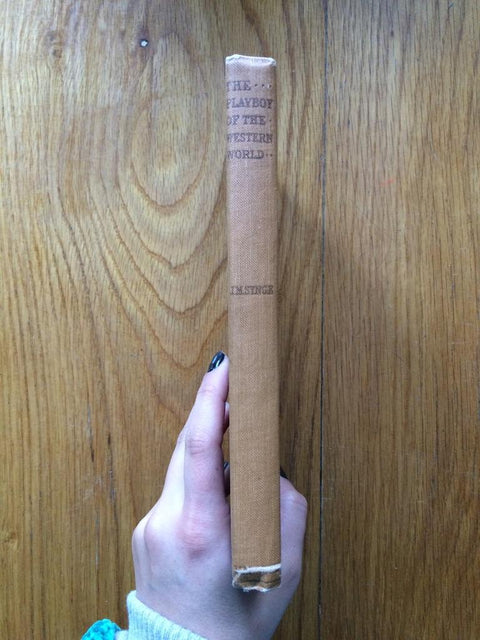 THE···
PLAYBOY
OF THE·
WESTERN
WORLD··
J.M.SYNGE